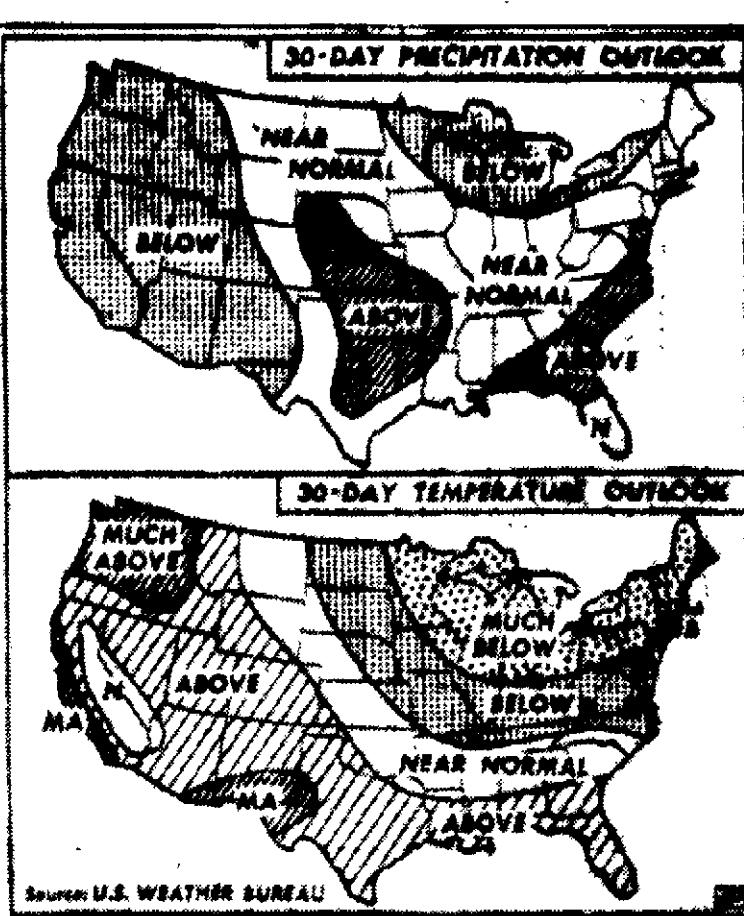 30-DAY PRECIPITATION OUTLOOK
NEAR
NORMAL
BELOW
BELOW
NEAR
NORMAL
ABOVE
ABOVE
N
30-DAY TEMPERATURE OUTLOOK
MUCH
ABOVE
MUCH
BELOW
N
ABOVE
BELOW
MA
NEAR NORMAL
MA
ABOVE
Source: U.S. WEATHER BUREAU